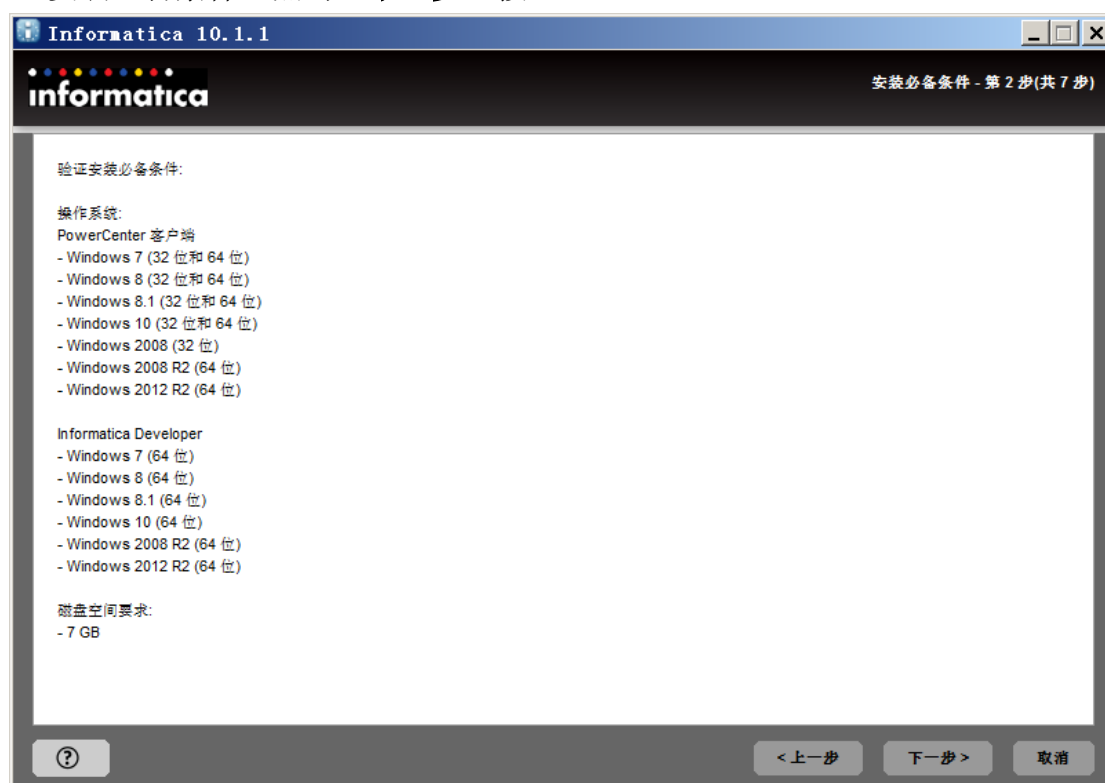 Informatica 10.1.1
informatica
安装必备条件 - 第 2 步(共 7 步)
验证安装必备条件:
操作系统:
PowerCenter 客户端
- Windows 7 (32 位和 64 位)
- Windows 8 (32 位和 64 位)
- Windows 8.1 (32 位和 64 位)
- Windows 10 (32 位和 64 位)
- Windows 2008 (32 位)
- Windows 2008 R2 (64 位)
- Windows 2012 R2 (64 位)
Informatica Developer
- Windows 7 (64 位)
- Windows 8 (64 位)
- Windows 8.1 (64 位)
- Windows 10 (64 位)
- Windows 2008 R2 (64 位)
- Windows 2012 R2 (64 位)
磁盘空间要求:
- 7 GB
?
< 上一步
下一步 >
取消